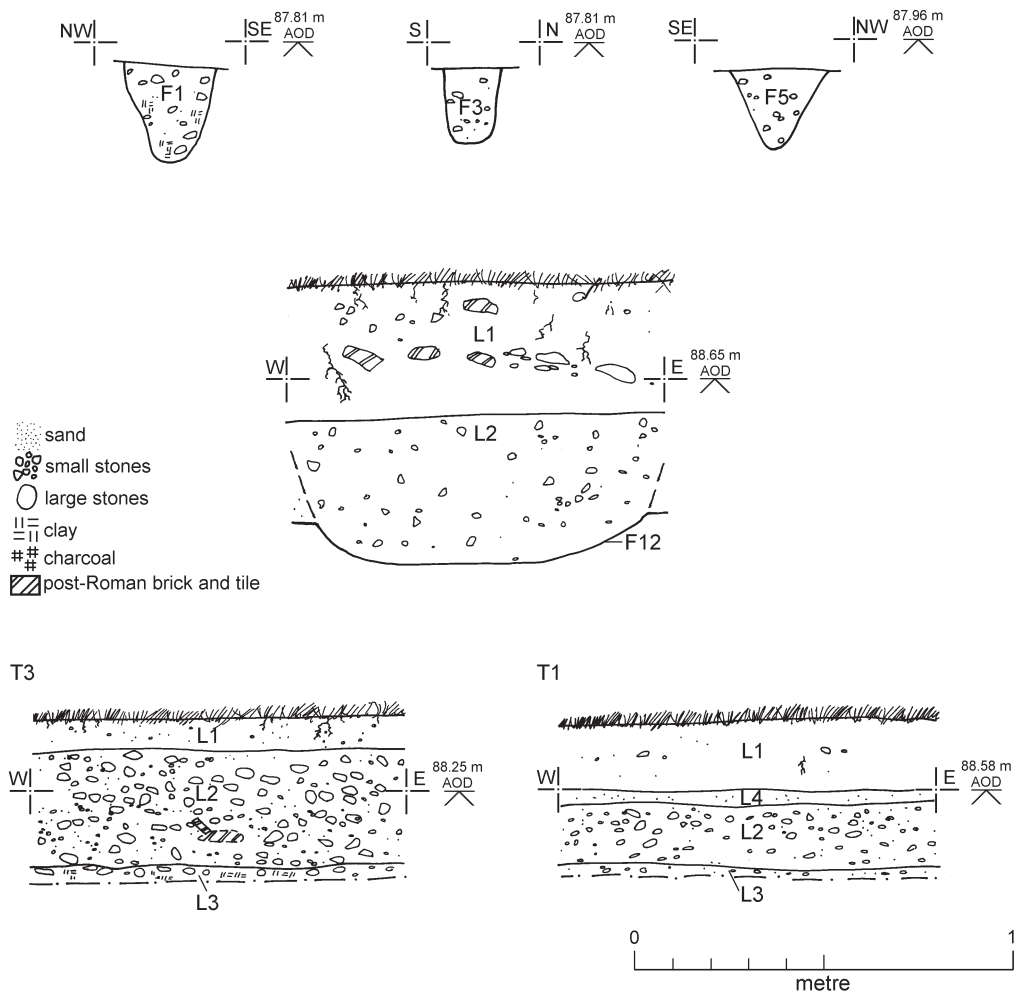 NW SE 87.81 m AOD
F1
S N 87.81 m AOD
F3
SE NW 87.96 m AOD
F5
L1
W E 88.65 m AOD
L2
F12
sand
small stones
large stones
clay
charcoal
post-Roman brick and tile
T3
L1
W E 88.25 m AOD
L2
L3
T1
L1
W E 88.58 m AOD
L4
L2
L3
0 1
metre